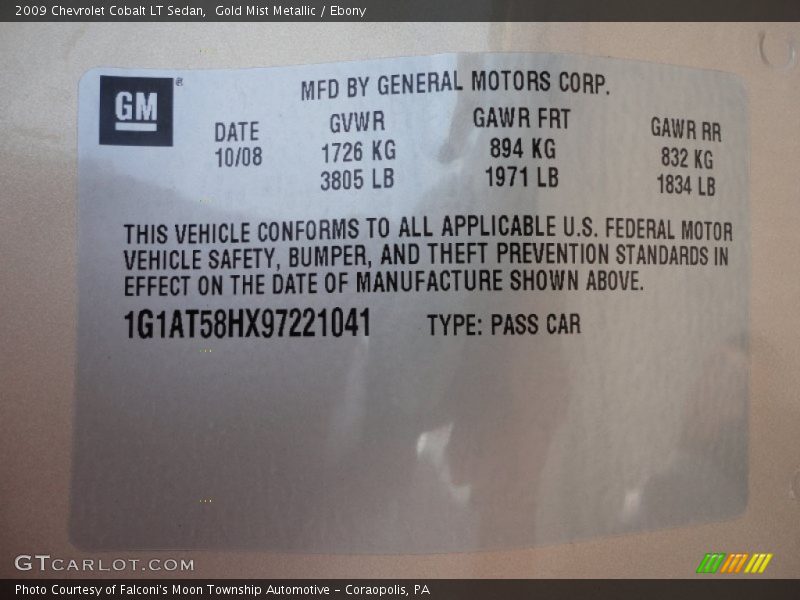 2009 Chevrolet Cobalt LT Sedan,  Gold Mist Metallic / Ebony
GM®
MFD BY GENERAL MOTORS CORP.
DATE
10/08
GVWR
1726 KG
3805 LB
GAWR FRT
894 KG
1971 LB
GAWR RR
832 KG
1834 LB
THIS VEHICLE CONFORMS TO ALL APPLICABLE U.S. FEDERAL MOTOR
VEHICLE SAFETY, BUMPER, AND THEFT PREVENTION STANDARDS IN
EFFECT ON THE DATE OF MANUFACTURE SHOWN ABOVE.
1G1AT58HX97221041 TYPE: PASS CAR
GTCARLOT.COM
Photo Courtesy of Falconi's Moon Township Automotive – Coraopolis, PA